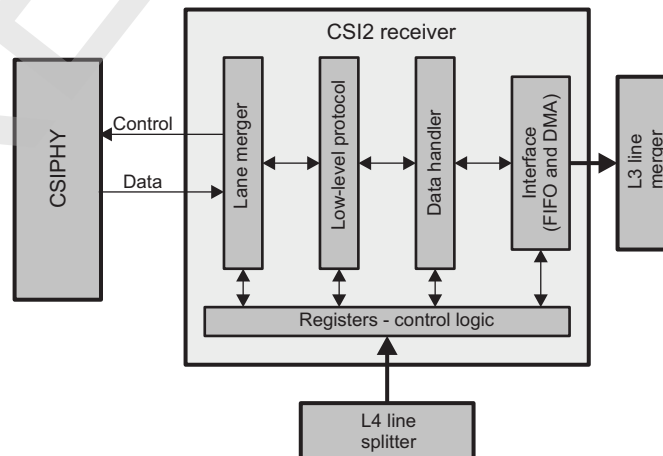 CSI2 receiver
CSIPHY
Control
Data
Lane merger
Low-level protocol
Data handler
Interface
(FIFO and DMA)
L3 line
merger
Registers - control logic
L4 line
splitter